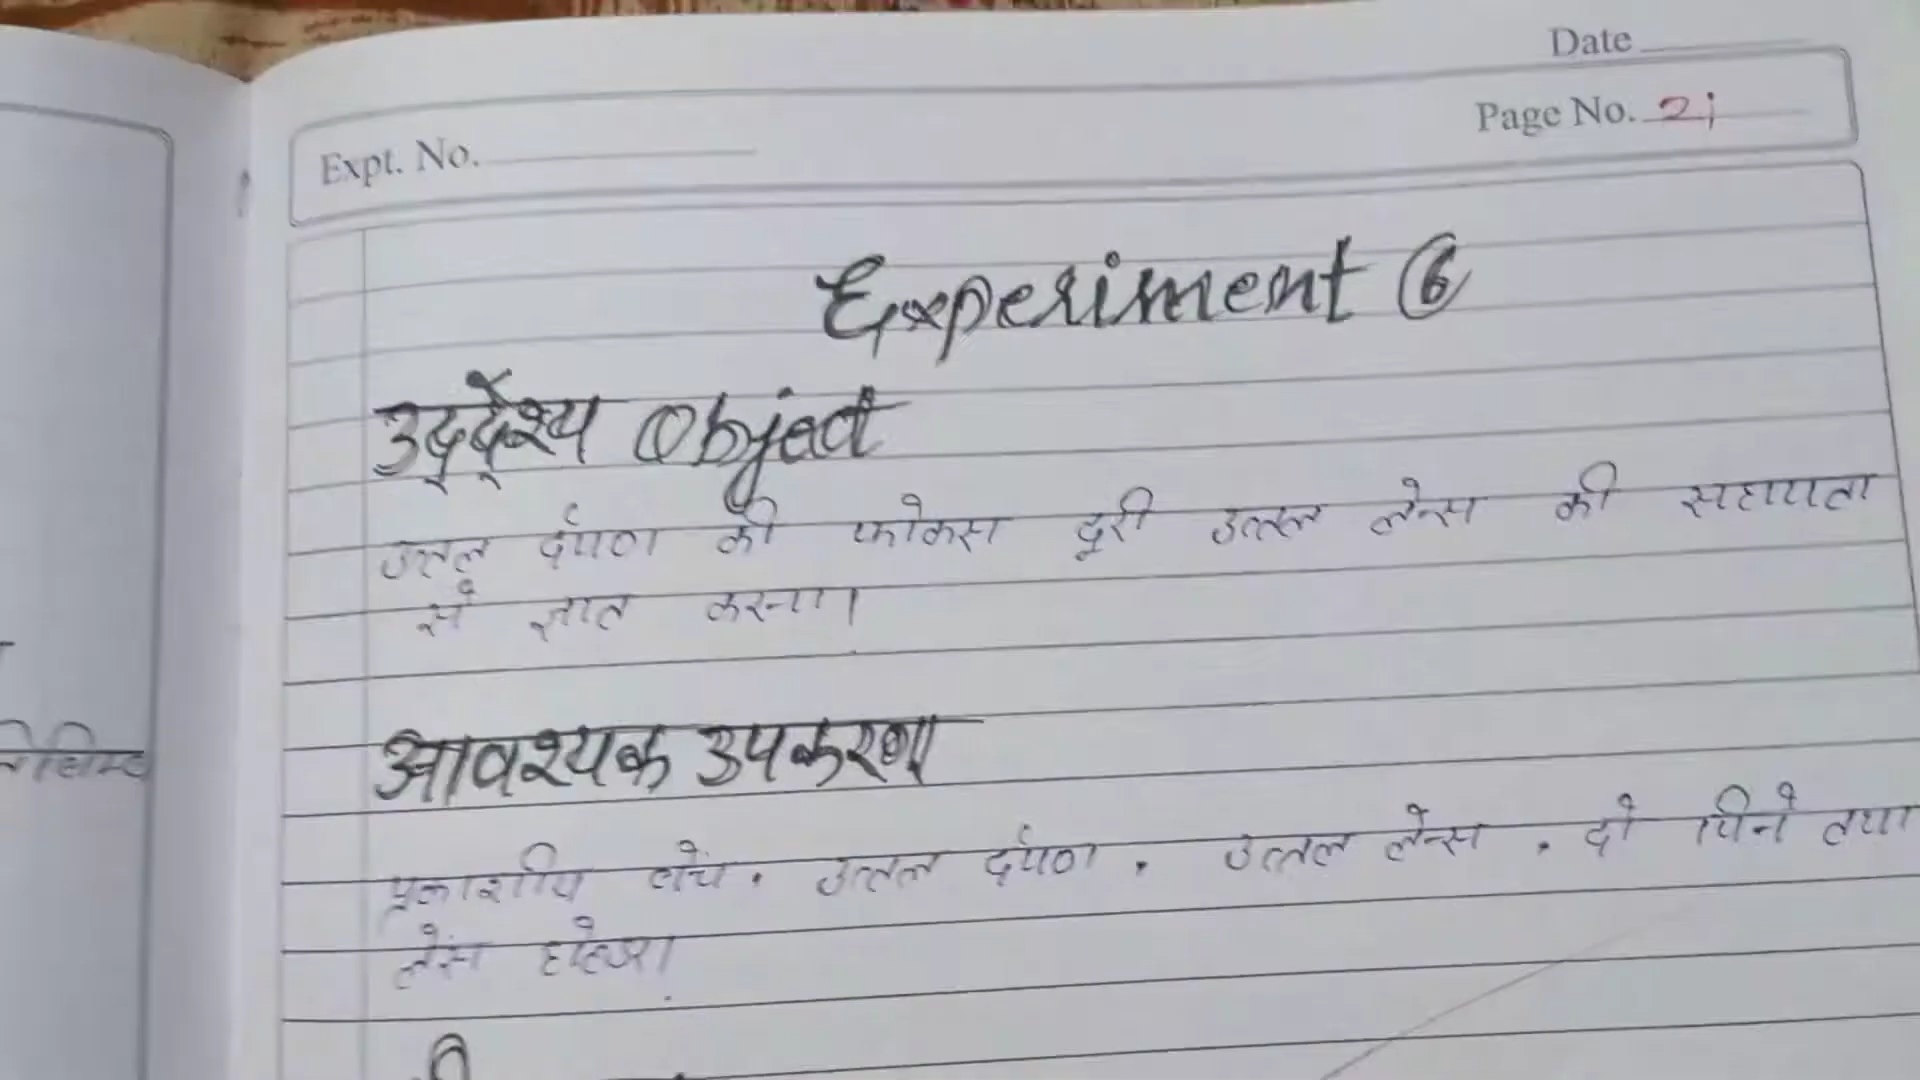 Date
Expt. No.
Page No. 21
Experiment 6
उद्देश्य Object
उत्तल दर्पण की फोकस दूरी उत्तल लेन्स की सहायता
से ज्ञात करना।
आवश्यक उपकरण
प्रकाशीय बेंच, उत्तल दर्पण, उत्तल लेन्स, दो पिने तथा
लेंस होल्डर।